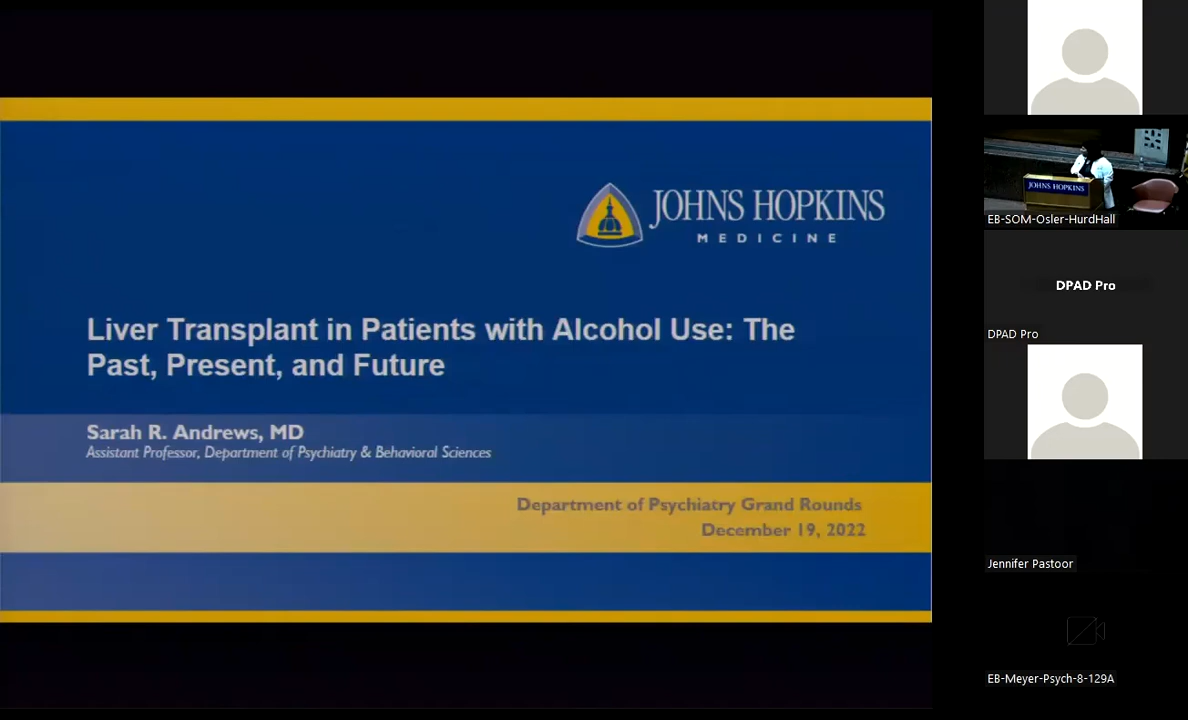 JOHNS HOPKINS
MEDICINE
Liver Transplant in Patients with Alcohol Use: The
Past, Present, and Future
Sarah R. Andrews, MD
Assistant Professor, Department of Psychiatry & Behavioral Sciences
Department of Psychiatry Grand Rounds
December 19, 2022
JOHNS HOPKINS
EB-SOM-Osler-HurdHall
DPAD Pro
DPAD Pro
Jennifer Pastoor
EB-Meyer-Psych-8-129A